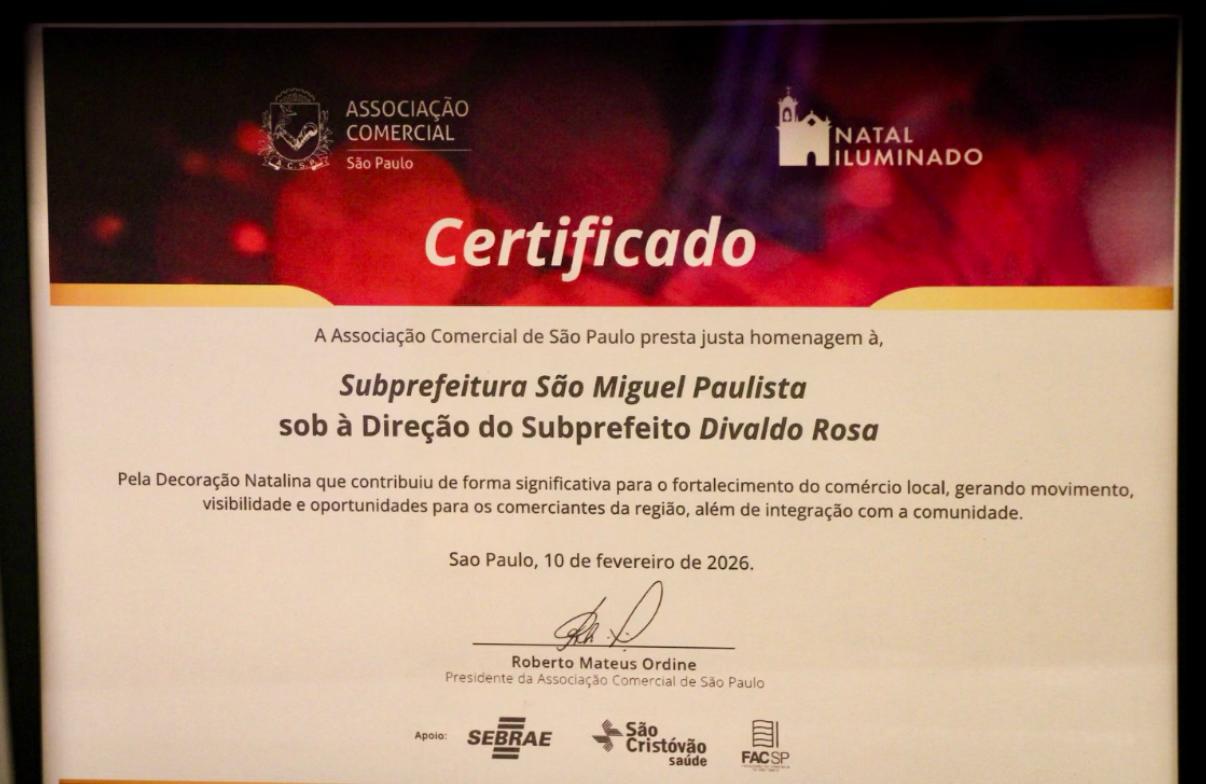 ASSOCIAÇÃO
COMERCIAL
São Paulo
A.C.S.P.
NATAL
ILUMINADO
Certificado
A Associação Comercial de São Paulo presta justa homenagem à,
Subprefeitura São Miguel Paulista
sob à Direção do Subprefeito Divaldo Rosa
Pela Decoração Natalina que contribuiu de forma significativa para o fortalecimento do comércio local, gerando movimento,
visibilidade e oportunidades para os comerciantes da região, além de integração com a comunidade.
Sao Paulo, 10 de fevereiro de 2026.
Roberto Mateus Ordine
Presidente da Associação Comercial de São Paulo
Apoio:
SEBRAE
São
Cristóvão
saúde
FACSP